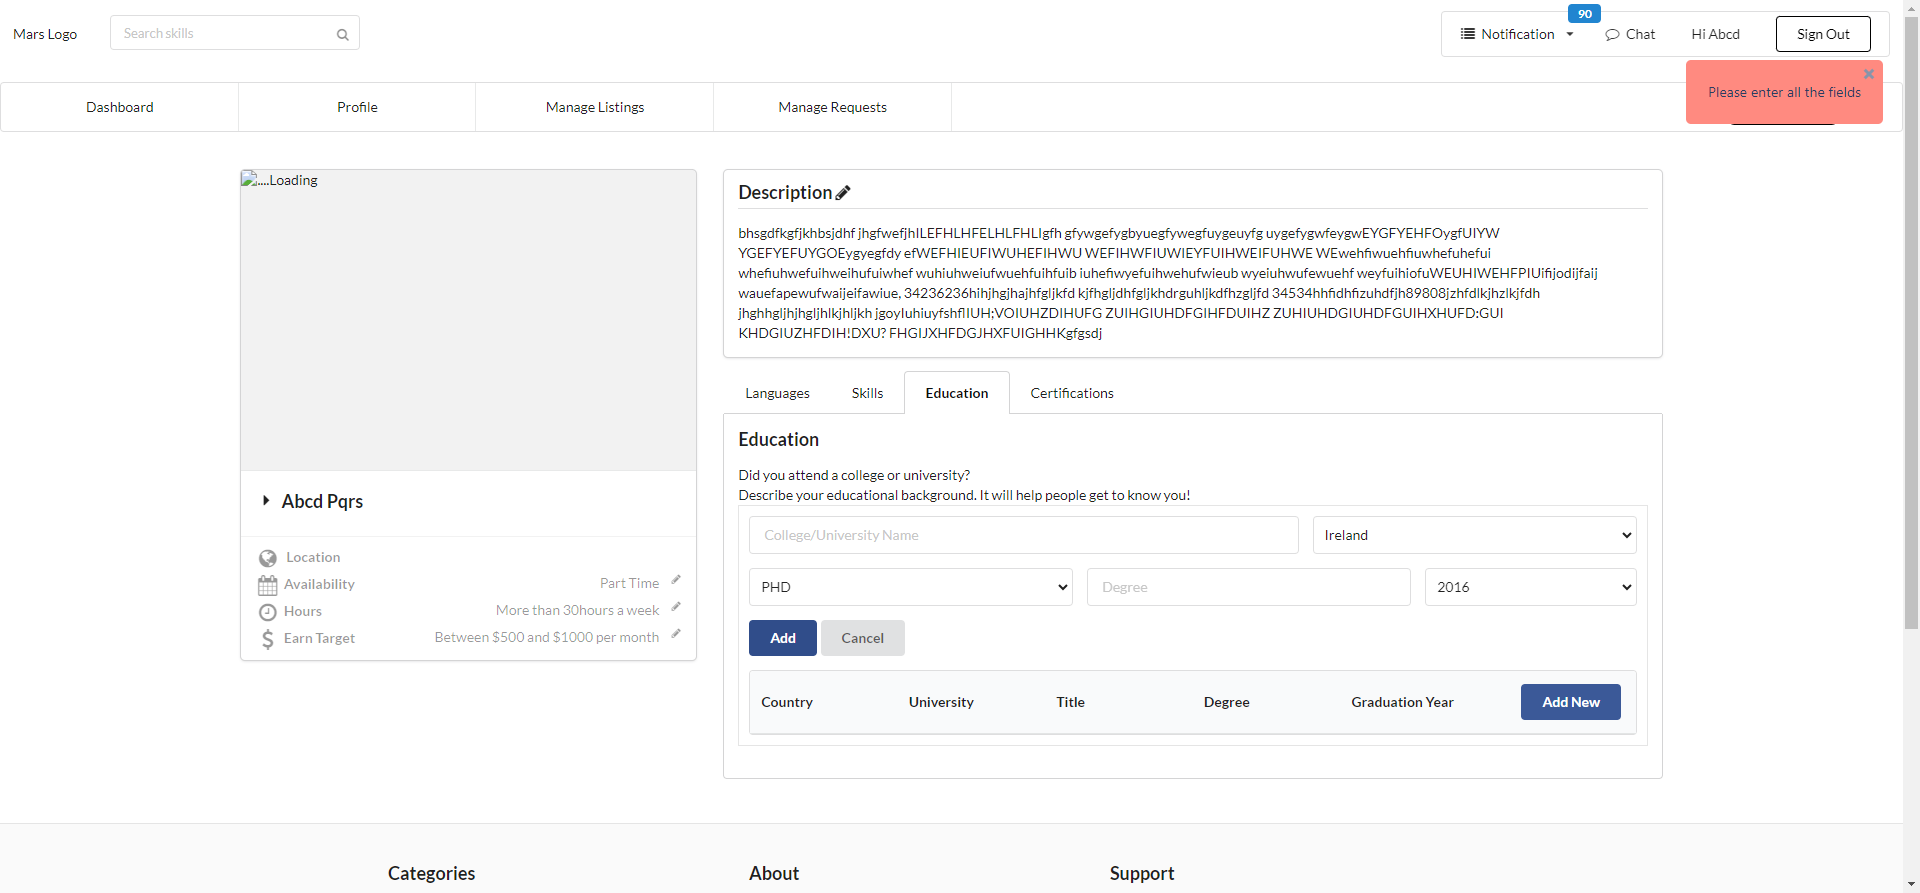 Mars Logo
Search skills
90
Notification
Chat
Hi Abcd
Sign Out
Please enter all the fields
Dashboard
Profile
Manage Listings
Manage Requests
....Loading
Abcd Pqrs
Location
Availability
Part Time
Hours
More than 30hours a week
Earn Target
Between $500 and $1000 per month
Description
bhsgdfkgfjkhbsjdhf jhgfwefjhILEFHLHFELHLFHLIgfh gfywgefygbyuegfywegfuygeuyfg uygefygwfeygwEYGFYEHFOygfUIYW
YGEFYEFUYGOEygyegfdy efWEFHIEUFIWUHEFIHWU WEFIHWFIUWIEYFUIHWEIFUHWE WEwehfiwuehfiuwhefuhefui
whefiuhwefuihweihufuiwhef wuhiuhweiufwuehfuihfuib iuhefiwyefuihwehufwieub wyeiuhwufewuehf weyfuihiofuWEUHIWEHFPIUifijodijfaij
wauefapewufwaijeifawiue, 34236236hihjhgjhajhfgljkfd kjfhgljdhfgljkhdrguhljkdfhzgljfd 34534hhfidhfizuhdfjh89808jzhfdlkjhzlkjfdh
jhghhgljhjhgljhlkjhljkh jgoyIuhiuyfshflIUH;VOIUHZDIHUFG ZUIHGIUHDFGIHFDUIHZ ZUHIUHDGIUHDFGUIHXHUFD:GUI
KHDGIUZHFDIH!DXU? FHGIJXHFDGJHXFUIGHHKgfgsdj
Languages
Skills
Education
Certifications
Education
Did you attend a college or university?
Describe your educational background. It will help people get to know you!
College/University Name
Ireland
PHD
Degree
2016
Add
Cancel
Country
University
Title
Degree
Graduation Year
Add New
Categories
About
Support